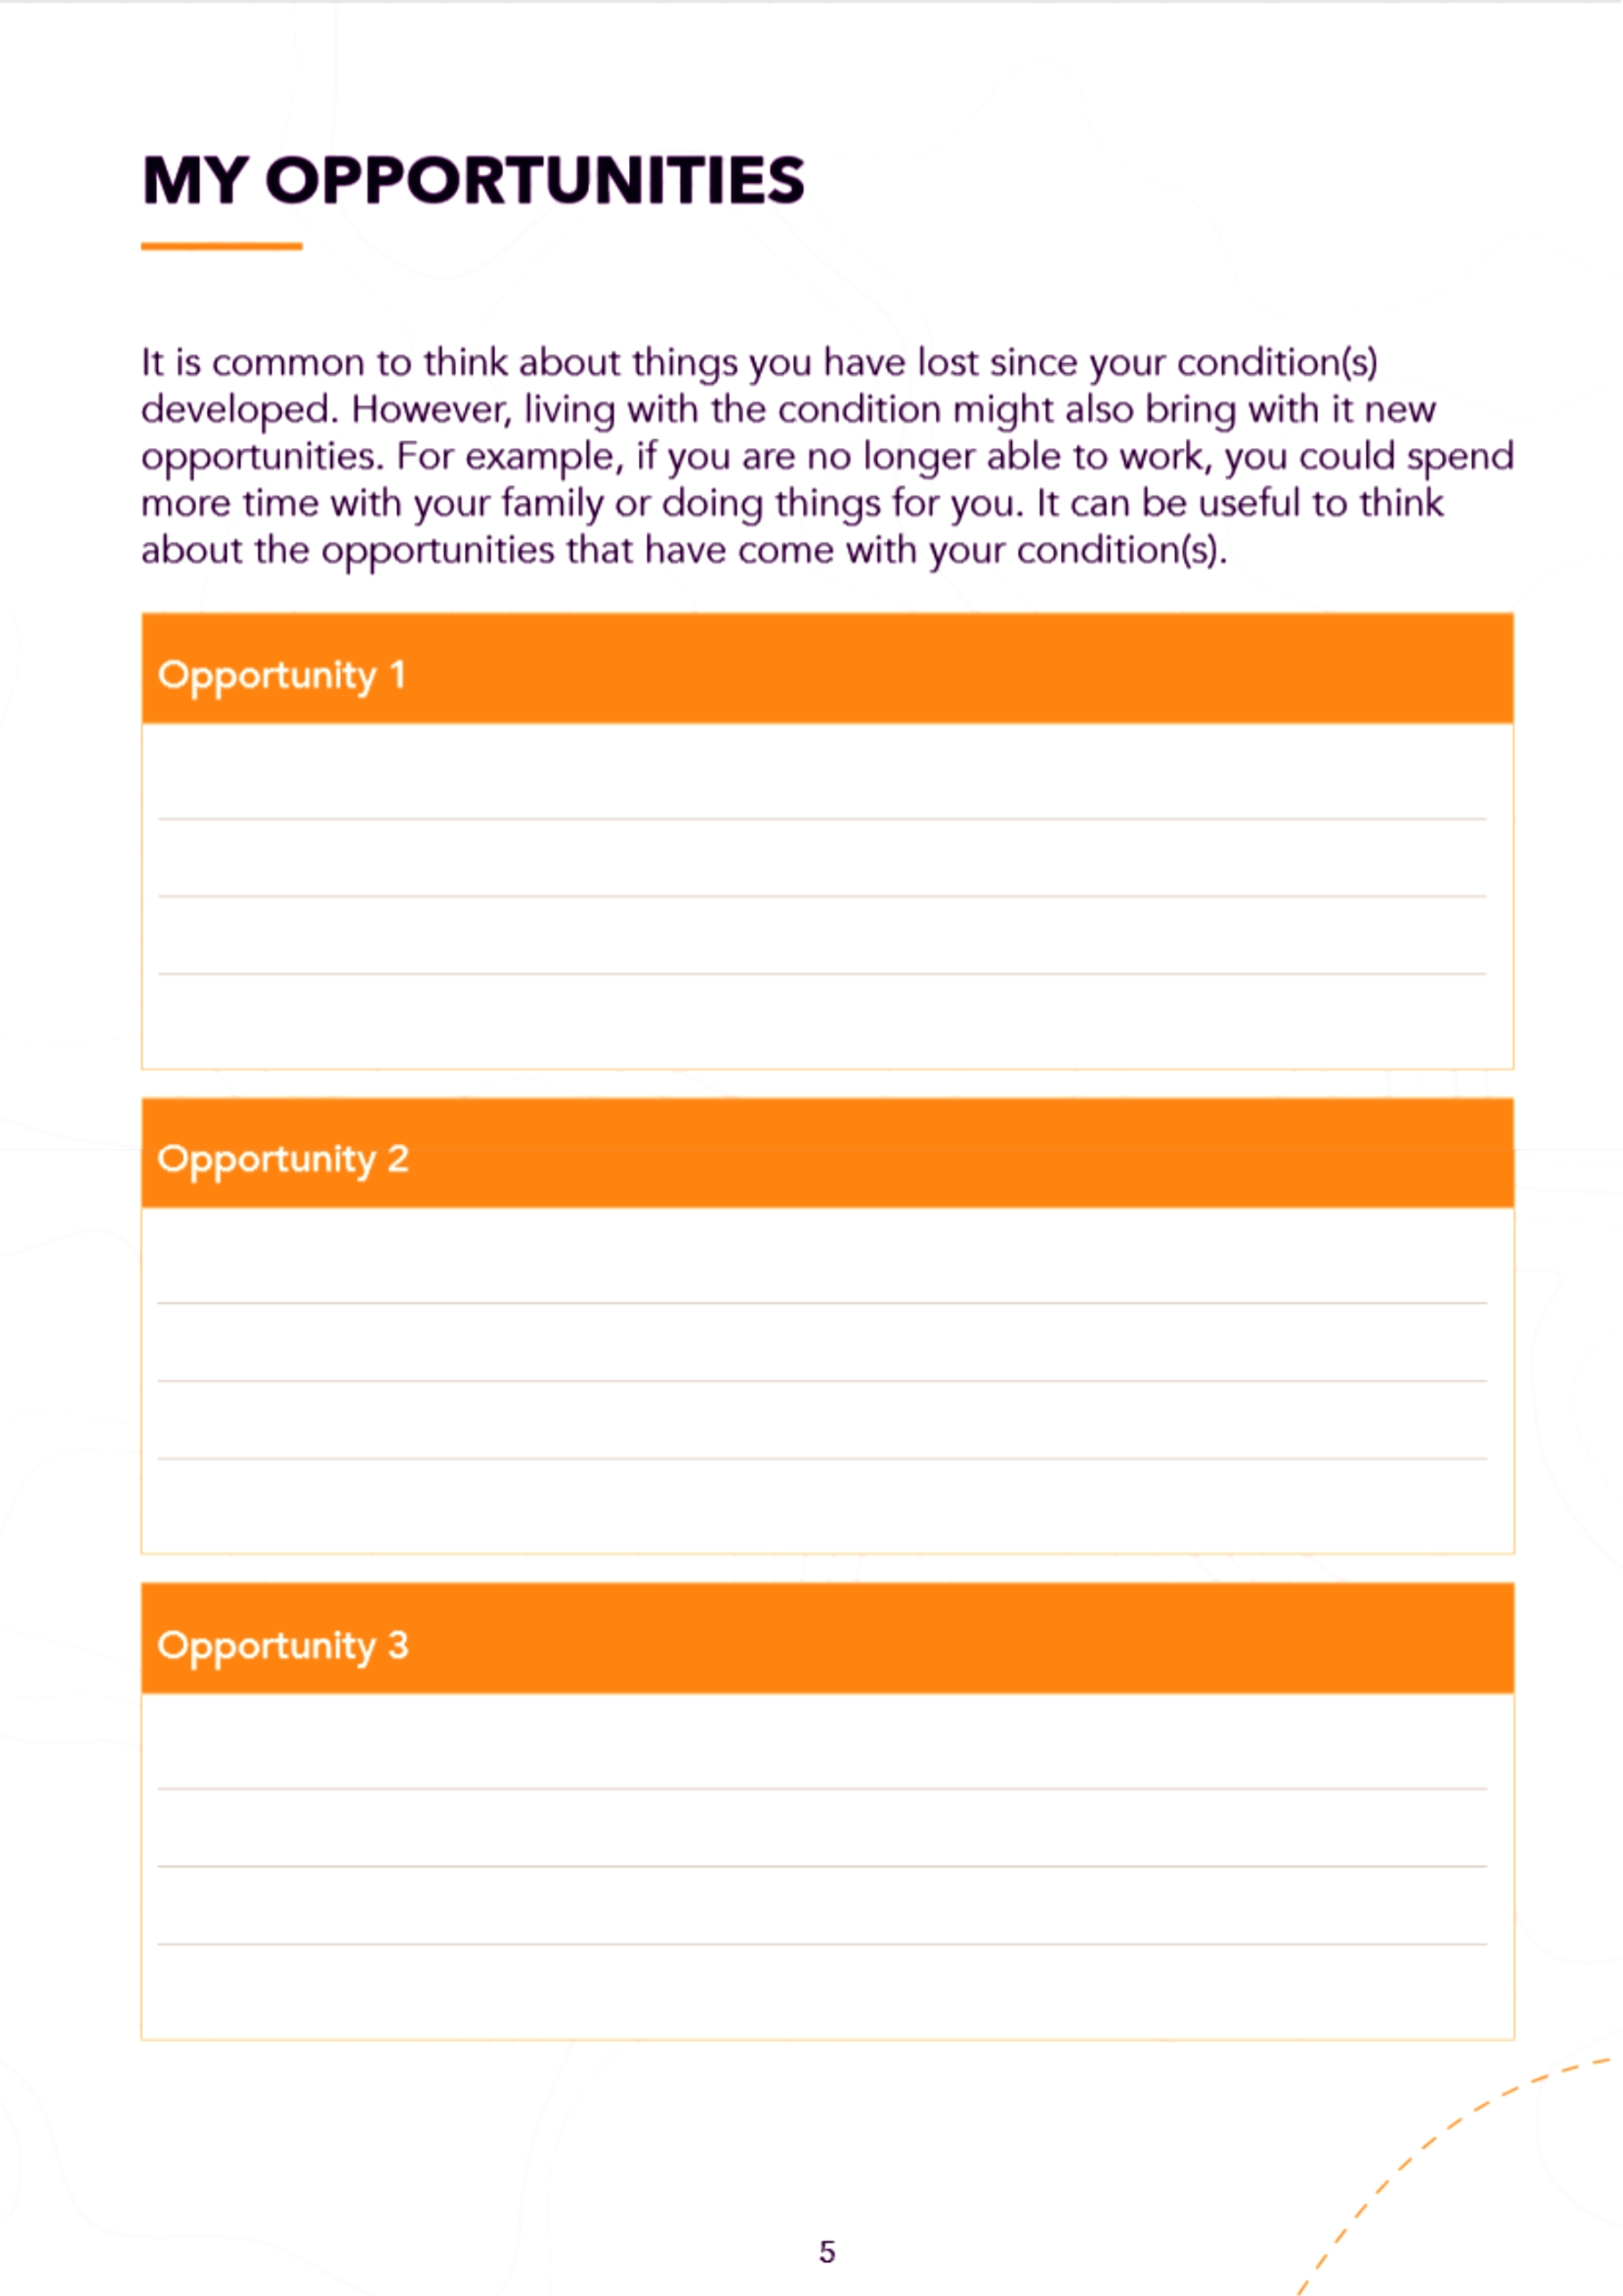 MY OPPORTUNITIES
It is common to think about things you have lost since your condition(s)
developed. However, living with the condition might also bring with it new
opportunities. For example, if you are no longer able to work, you could spend
more time with your family or doing things for you. It can be useful to think
about the opportunities that have come with your condition(s).
Opportunity 1
Opportunity 2
Opportunity 3
5